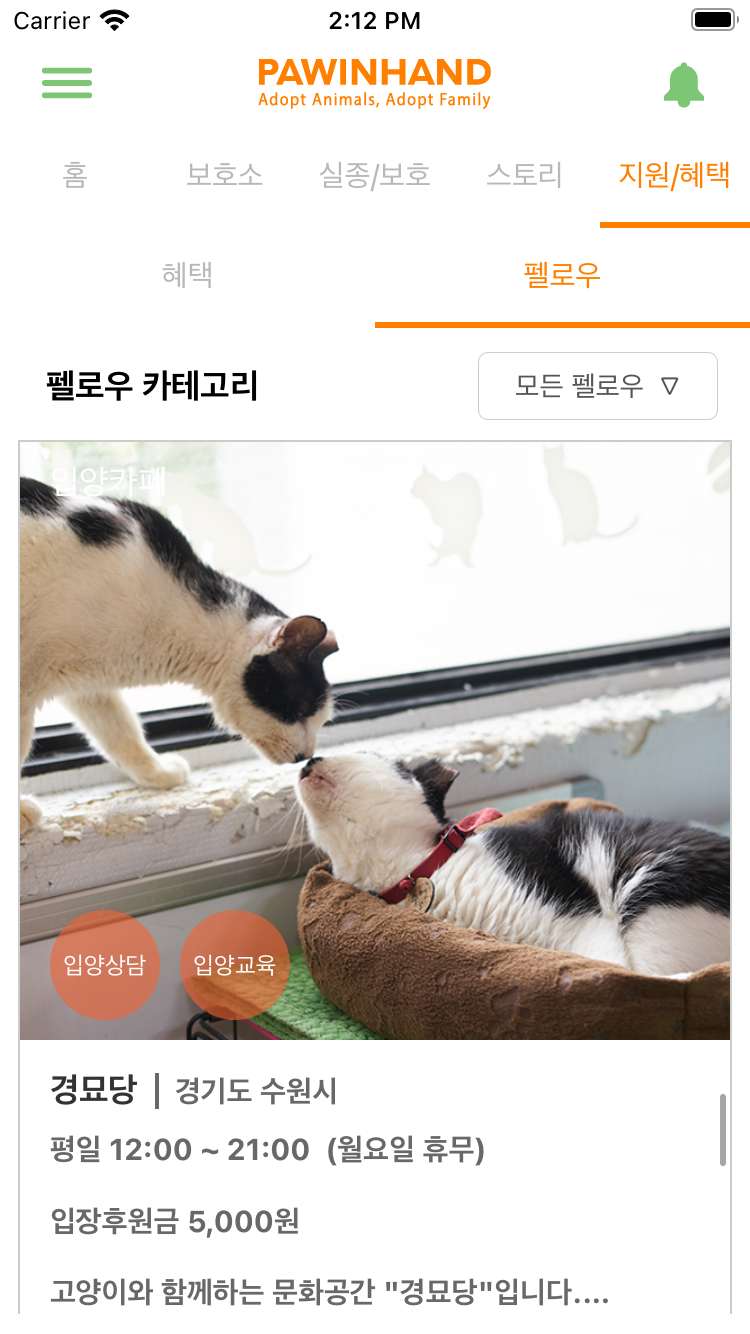 Carrier 2:12 PM
PAWINHAND
Adopt Animals, Adopt Family
홈 보호소 실종/보호 스토리 지원/혜택
혜택 펠로우
펠로우 카테고리 모든 펠로우 ▽
입양카페
입양상담 입양교육
경묘당 | 경기도 수원시
평일 12:00 ~ 21:00 (월요일 휴무)
입장후원금 5,000원
고양이와 함께하는 문화공간 "경묘당"입니다....